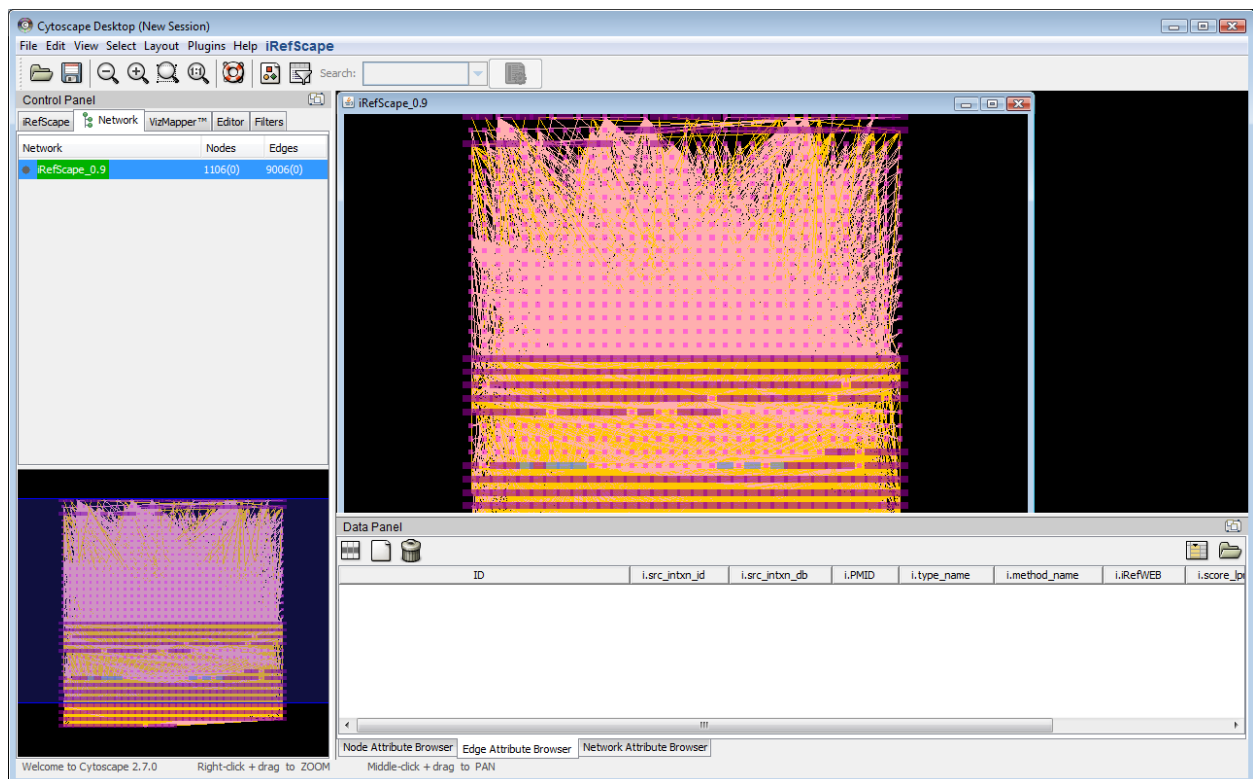 Cytoscape Desktop (New Session)
File Edit View Select Layout Plugins Help iRefScape
Search:
Control Panel
iRefScape Network VizMapper™ Editor Filters
Network Nodes Edges
iRefScape_0.9 1106(0) 9006(0)
iRefScape_0.9
Data Panel
ID i.src_intxn_id i.src_intxn_db i.PMID i.type_name i.method_name i.iRefWEB i.score_lp
Node Attribute Browser Edge Attribute Browser Network Attribute Browser
Welcome to Cytoscape 2.7.0 Right-click + drag to ZOOM Middle-click + drag to PAN